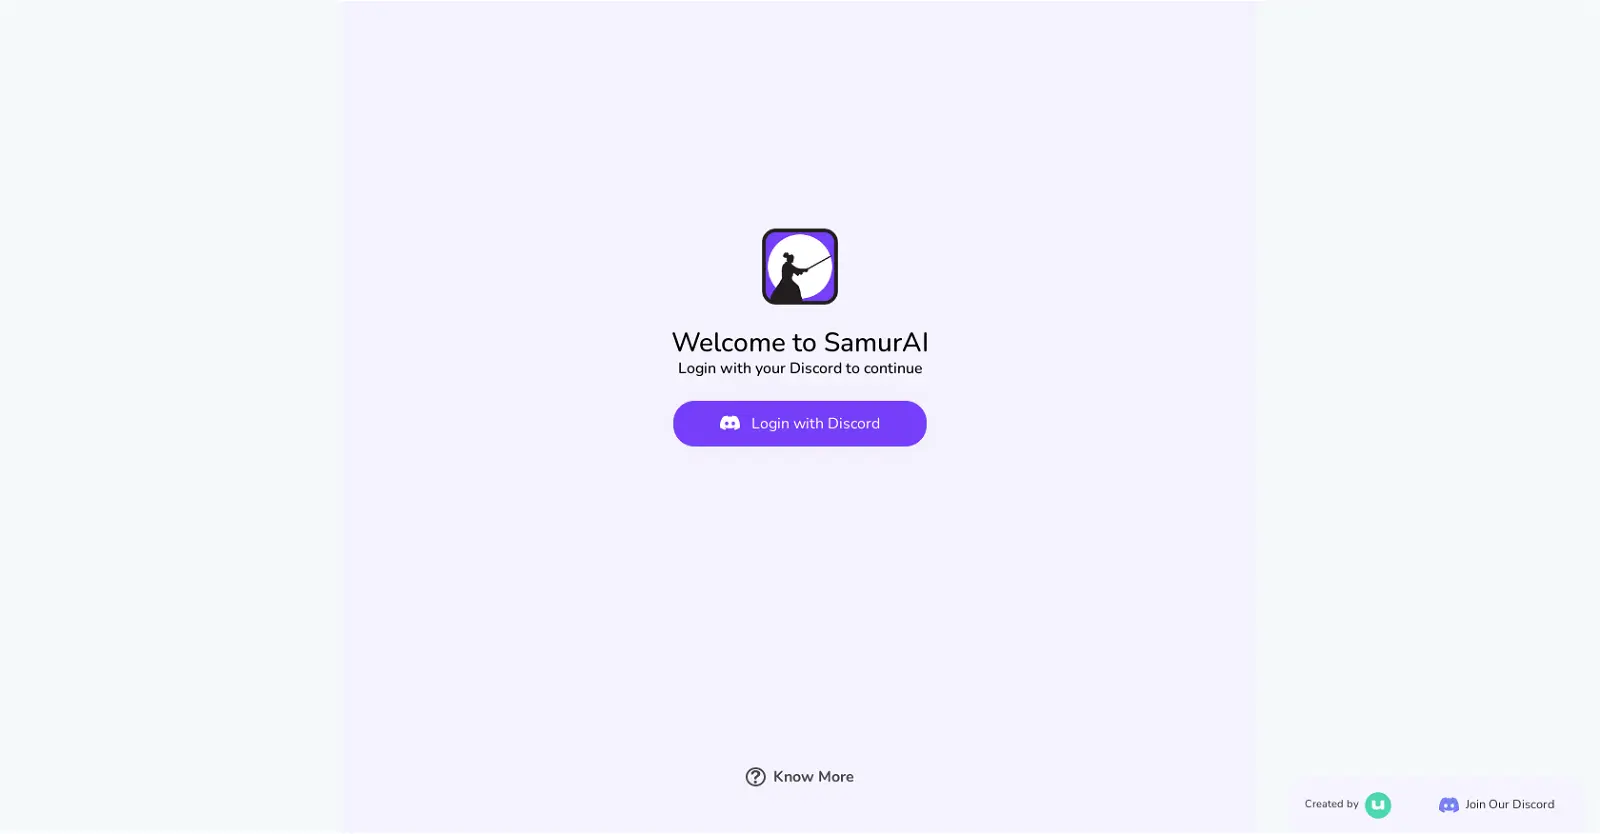 Welcome to SamurAI
Login with your Discord to continue
Login with Discord
Know More
Created by
Join Our Discord